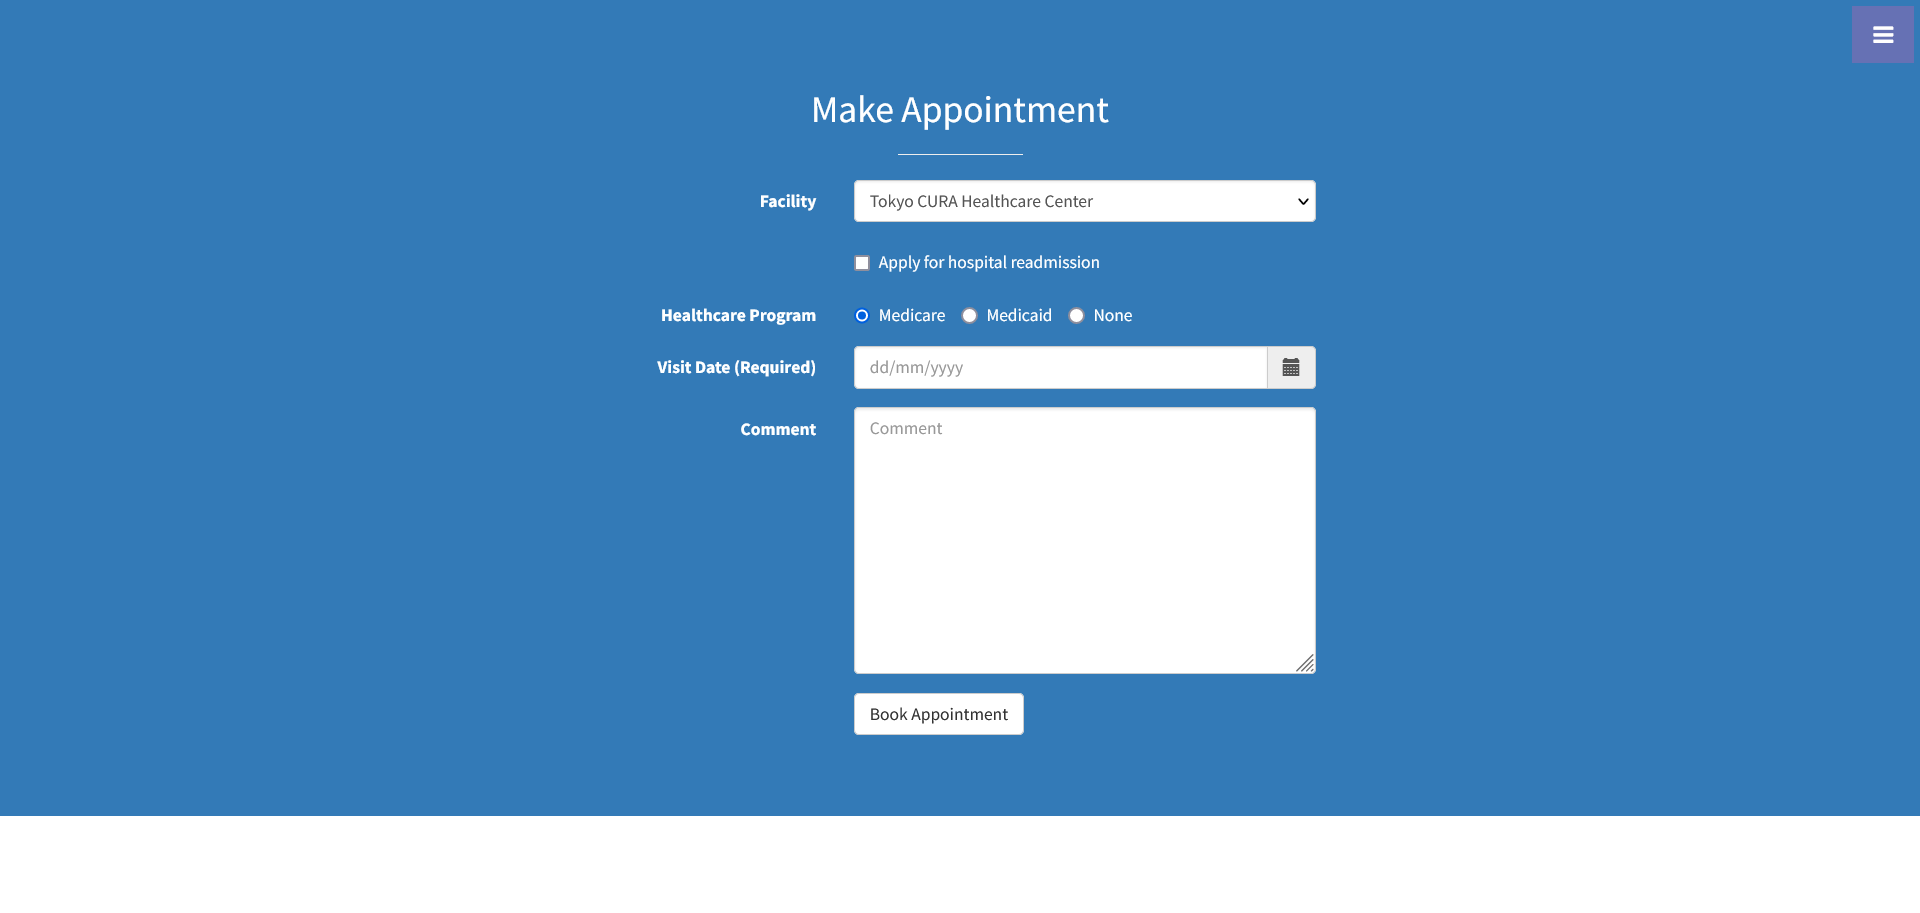 Make Appointment
Facility
Tokyo CURA Healthcare Center
Apply for hospital readmission
Healthcare Program
Medicare Medicaid None
Visit Date (Required)
dd/mm/yyyy
Comment
Comment
Book Appointment